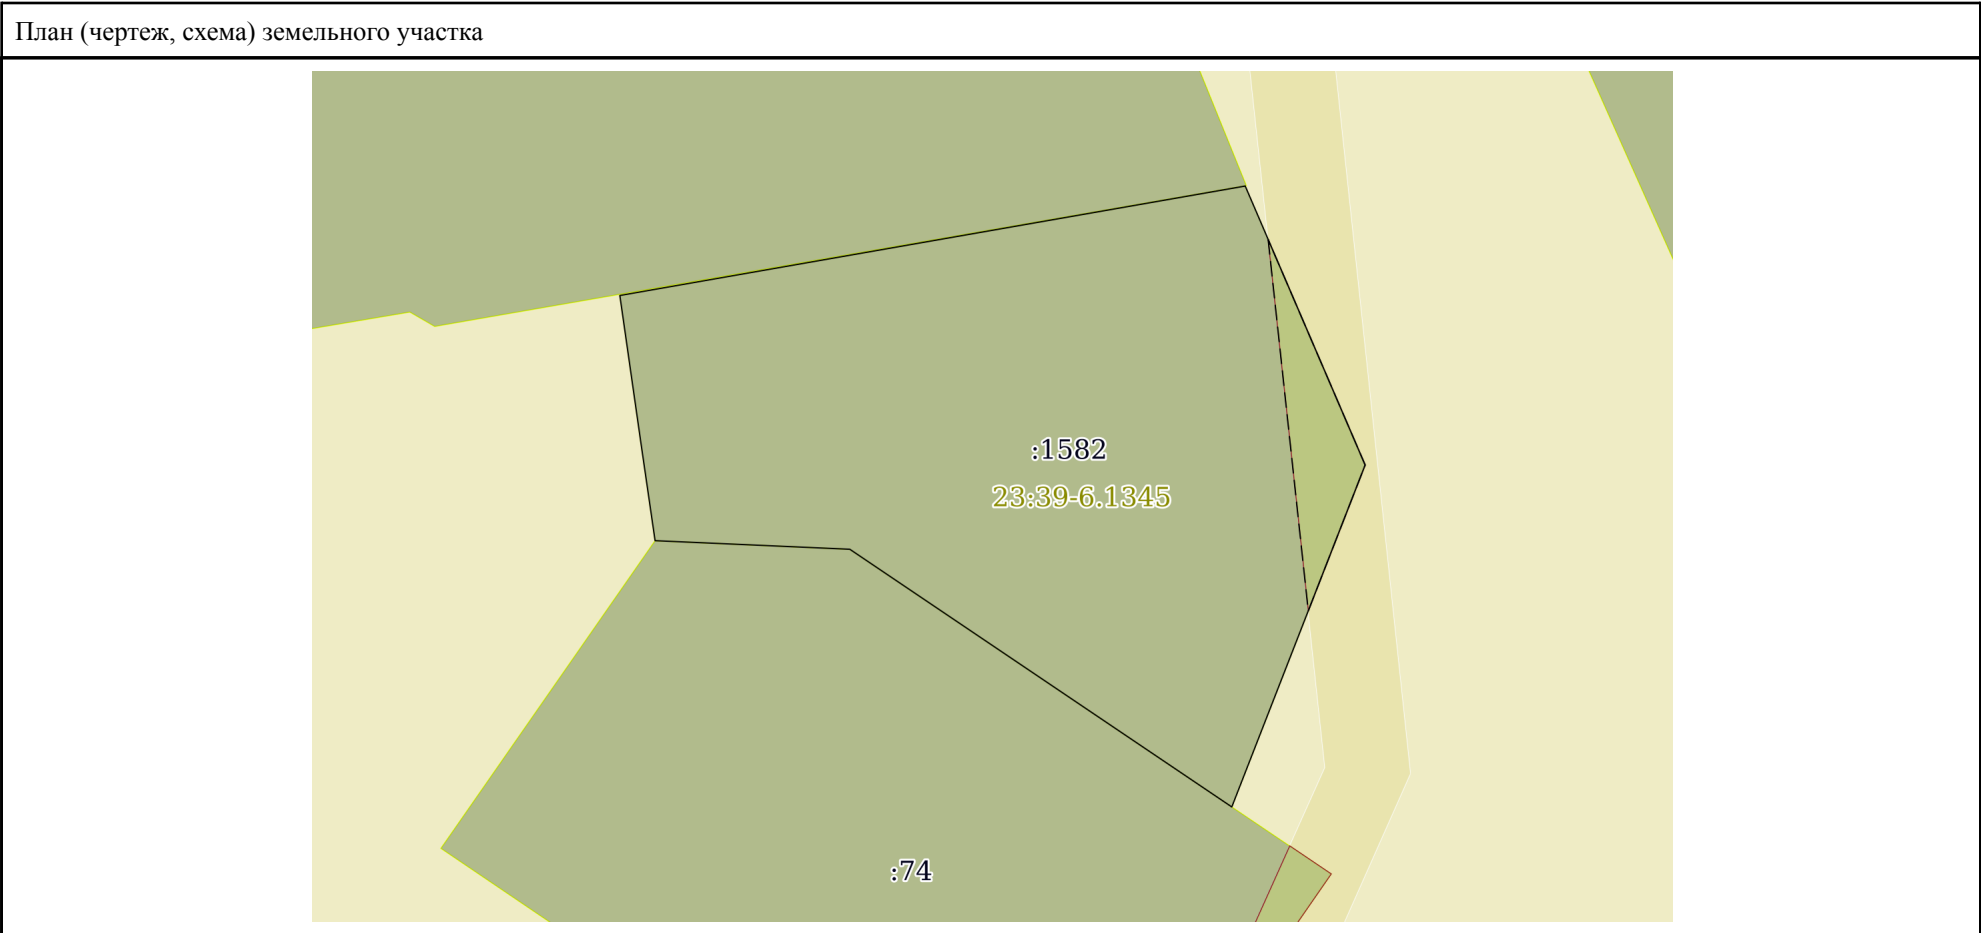 План (чертеж, схема) земельного участка
:1582
23:39-6.1345
:74